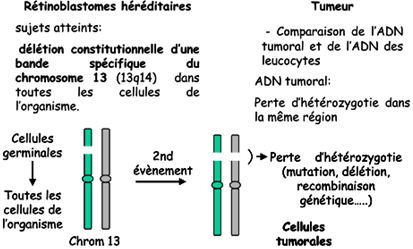 Rétinoblastomes héréditaires
sujets atteints:
délétion constitutionnelle d'une
bande spécifique du
chromosome 13 (13q14) dans
toutes les cellules de
l'organisme.
Tumeur
- Comparaison de l'ADN
tumoral et de l'ADN des
leucocytes
ADN tumoral:
Perte d'hétérozygotie dans
la même région
Cellules
germinales
Toutes les
cellules de
l'organisme
Chrom 13
2nd
évènement
Perte d'hétérozygotie
(mutation, délétion,
recombinaison
génétique.....)
Cellules
tumorales